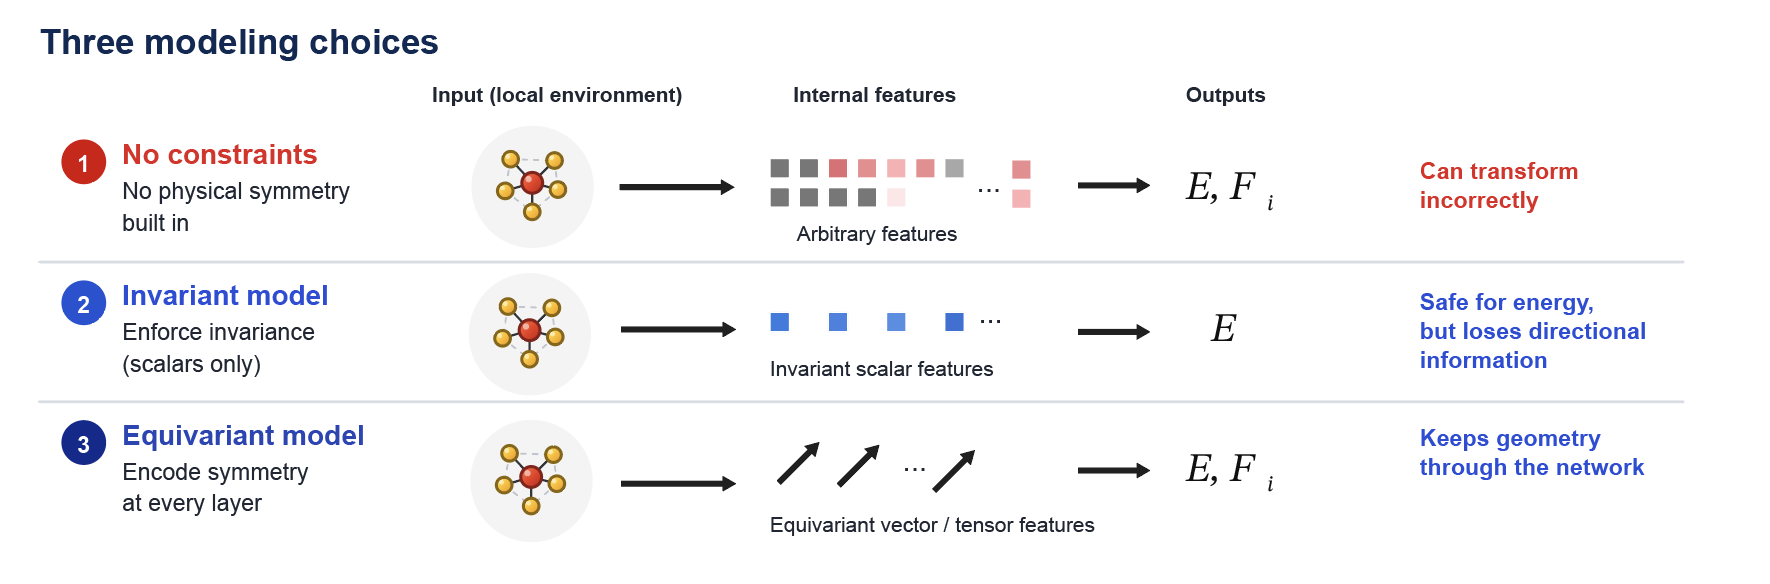 Three modeling choices
Input (local environment)
Internal features
Outputs
1
No constraints
No physical symmetry
built in
...
Arbitrary features
E, F i
Can transform
incorrectly
2
Invariant model
Enforce invariance
(scalars only)
...
Invariant scalar features
E
Safe for energy,
but loses directional
information
3
Equivariant model
Encode symmetry
at every layer
...
Equivariant vector / tensor features
E, F i
Keeps geometry
through the network